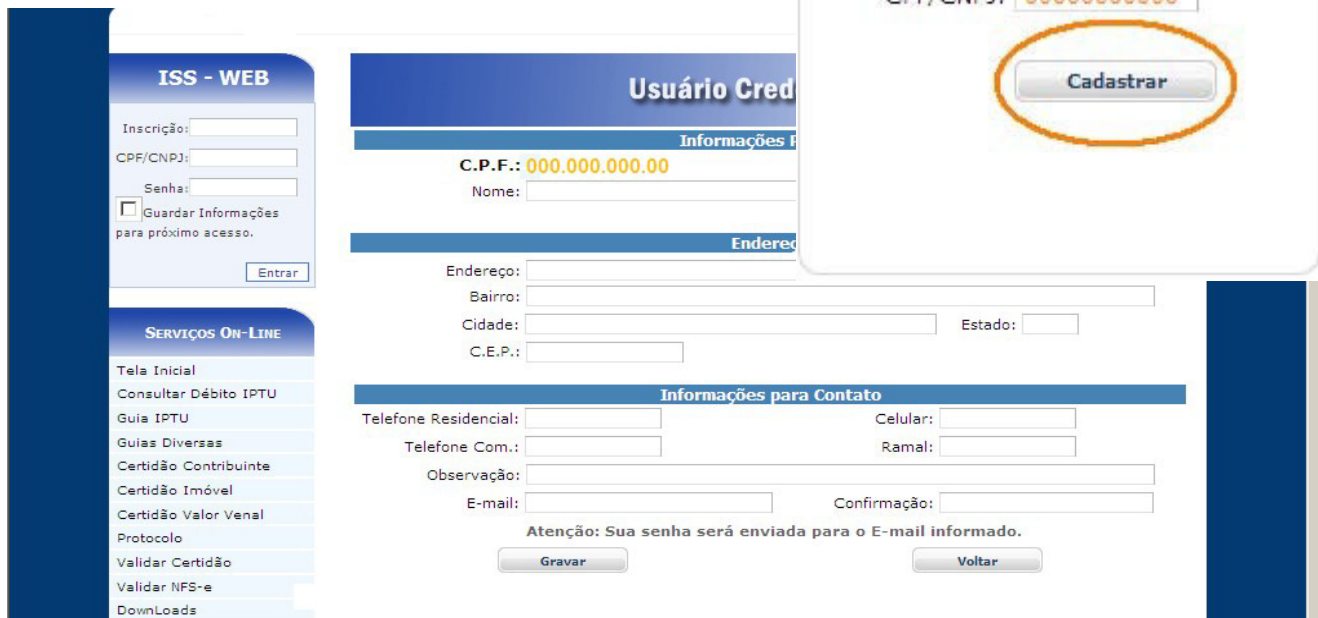 CPF/CNPJ: 00000000000
Cadastrar
ISS - WEB
Inscrição:
CPF/CNPJ:
Senha:
Guardar Informações
para próximo acesso.
Entrar
SERVIÇOS ON-LINE
Tela Inicial
Consultar Débito IPTU
Guia IPTU
Guias Diversas
Certidão Contribuinte
Certidão Imóvel
Certidão Valor Venal
Protocolo
Validar Certidão
Validar NFS-e
DownLoads
Usuário Cred
Informações P
C.P.F.: 000.000.000.00
Nome:
Endereç
Endereço:
Bairro:
Cidade: Estado:
C.E.P.:
Informações para Contato
Telefone Residencial: Celular:
Telefone Com.: Ramal:
Observação:
E-mail: Confirmação:
Atenção: Sua senha será enviada para o E-mail informado.
Gravar Voltar